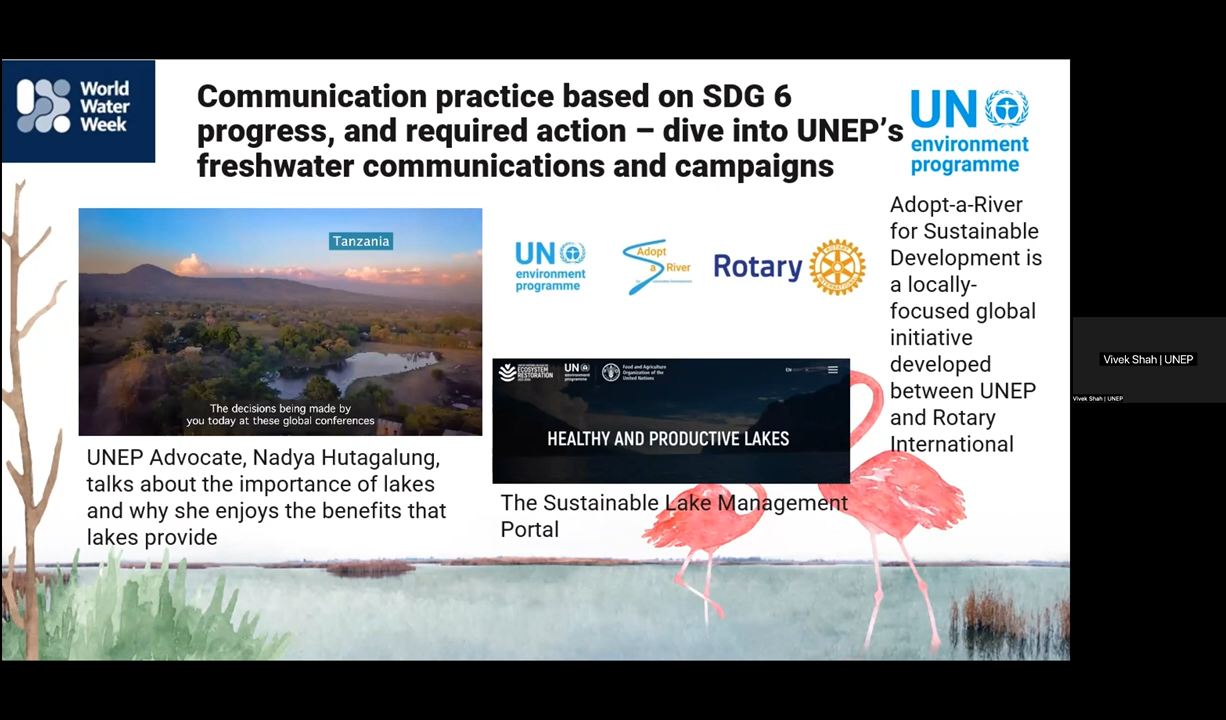 World
Water
Week
Communication practice based on SDG 6
progress, and required action – dive into UNEP's
freshwater communications and campaigns
UN
environment
programme
Tanzania
The decisions being made by
you today at these global conferences
UNEP Advocate, Nadya Hutagalung,
talks about the importance of lakes
and why she enjoys the benefits that
lakes provide
UN
environment
programme
Adopt
a River
Rotary
ECOSYSTEM
RESTORATION
UN
environment
programme
Food and Agriculture
Organization of the
United Nations
EN
HEALTHY AND PRODUCTIVE LAKES
The Sustainable Lake Management
Portal
Adopt-a-River
for Sustainable
Development is
a locally-
focused global
initiative
developed
between UNEP
and Rotary
International
Vivek Shah | UNEP
Vivek Shah | UNEP